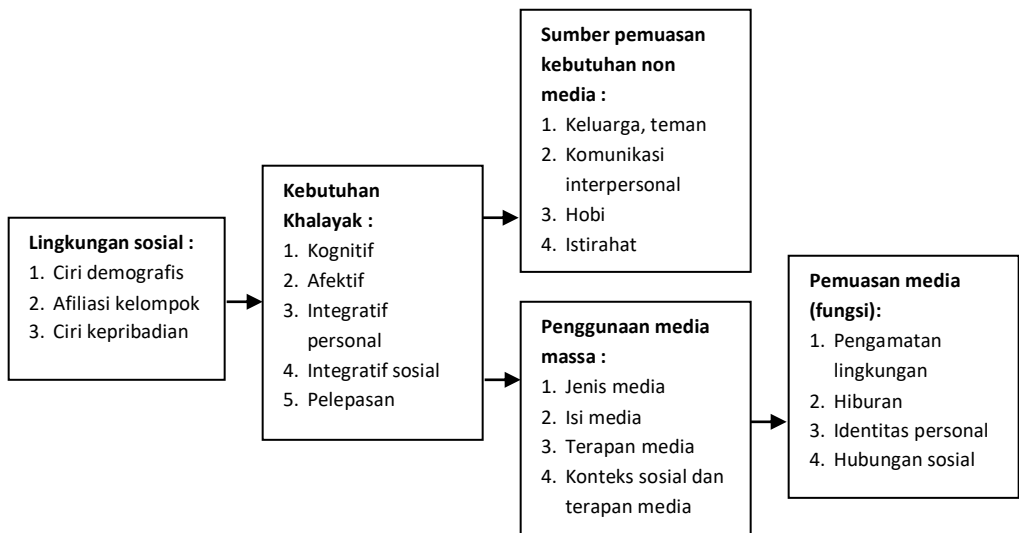 Lingkungan sosial :
1. Ciri demografis
2. Afiliasi kelompok
3. Ciri kepribadian
Kebutuhan
Khalayak :
1. Kognitif
2. Afektif
3. Integratif
personal
4. Integratif sosial
5. Pelepasan
Sumber pemuasan
kebutuhan non
media :
1. Keluarga, teman
2. Komunikasi
interpersonal
3. Hobi
4. Istirahat
Penggunaan media
massa :
1. Jenis media
2. Isi media
3. Terapan media
4. Konteks sosial dan
terapan media
Pemuasan media
(fungsi):
1. Pengamatan
lingkungan
2. Hiburan
3. Identitas personal
4. Hubungan sosial